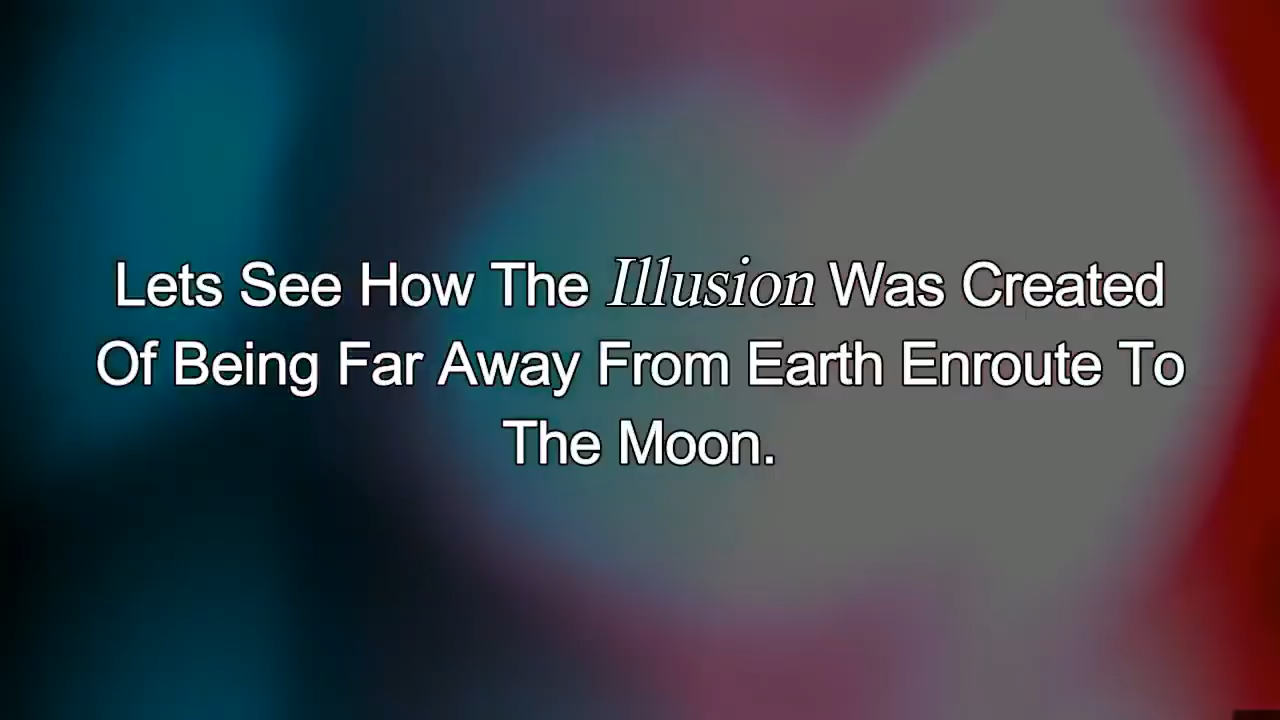 Lets See How The Illusion Was Created
Of Being Far Away From Earth Enroute To
The Moon.